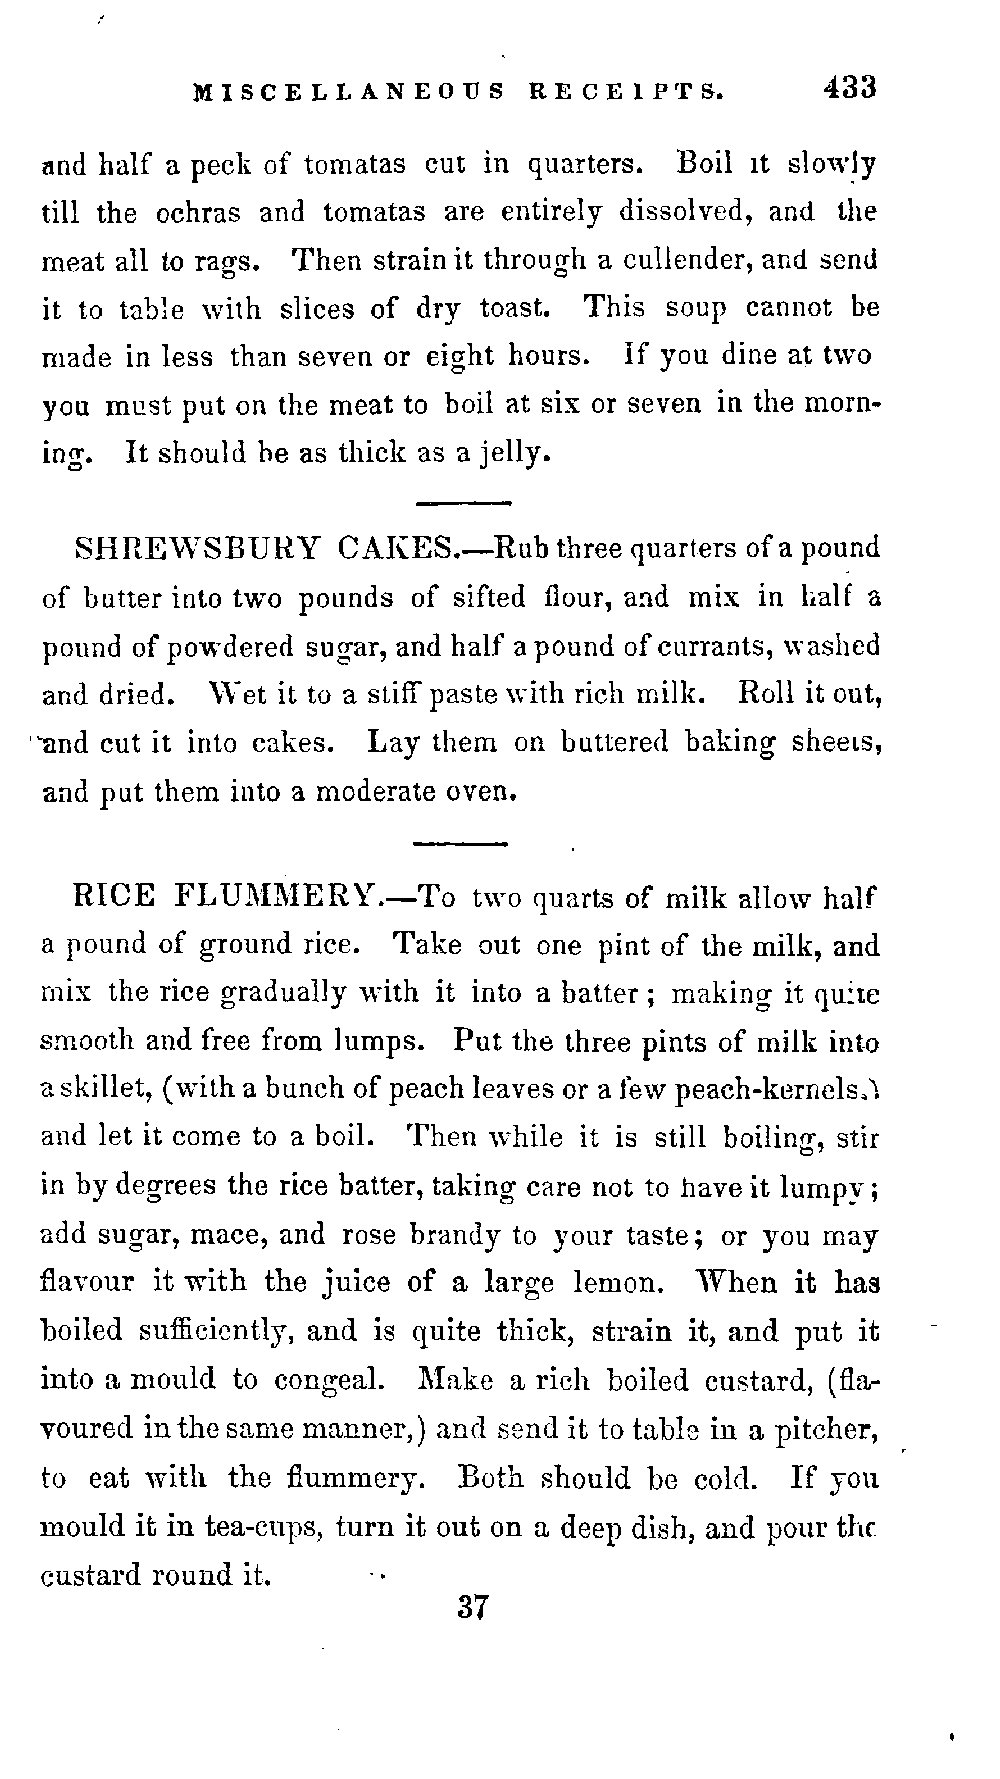 MISCELLANEOUS RECEIPTS. 433
and half a peck of tomatas cut in quarters. Boil it slowly
till the ochras and tomatas are entirely dissolved, and the
meat all to rags. Then strain it through a cullender, and send
it to table with slices of dry toast. This soup cannot be
made in less than seven or eight hours. If you dine at two
you must put on the meat to boil at six or seven in the morn-
ing. It should be as thick as a jelly.
SHREWSBURY CAKES.—Rub three quarters of a pound
of butter into two pounds of sifted flour, and mix in half a
pound of powdered sugar, and half a pound of currants, washed
and dried. Wet it to a stiff paste with rich milk. Roll it out,
and cut it into cakes. Lay them on buttered baking sheets,
and put them into a moderate oven.
RICE FLUMMERY.—To two quarts of milk allow half
a pound of ground rice. Take out one pint of the milk, and
mix the rice gradually with it into a batter; making it quite
smooth and free from lumps. Put the three pints of milk into
a skillet, (with a bunch of peach leaves or a few peach-kernels,)
and let it come to a boil. Then while it is still boiling, stir
in by degrees the rice batter, taking care not to have it lumpy;
add sugar, mace, and rose brandy to your taste; or you may
flavour it with the juice of a large lemon. When it has
boiled sufficiently, and is quite thick, strain it, and put it
into a mould to congeal. Make a rich boiled custard, (fla-
voured in the same manner,) and send it to table in a pitcher,
to eat with the flummery. Both should be cold. If you
mould it in tea-cups, turn it out on a deep dish, and pour the
custard round it.
37